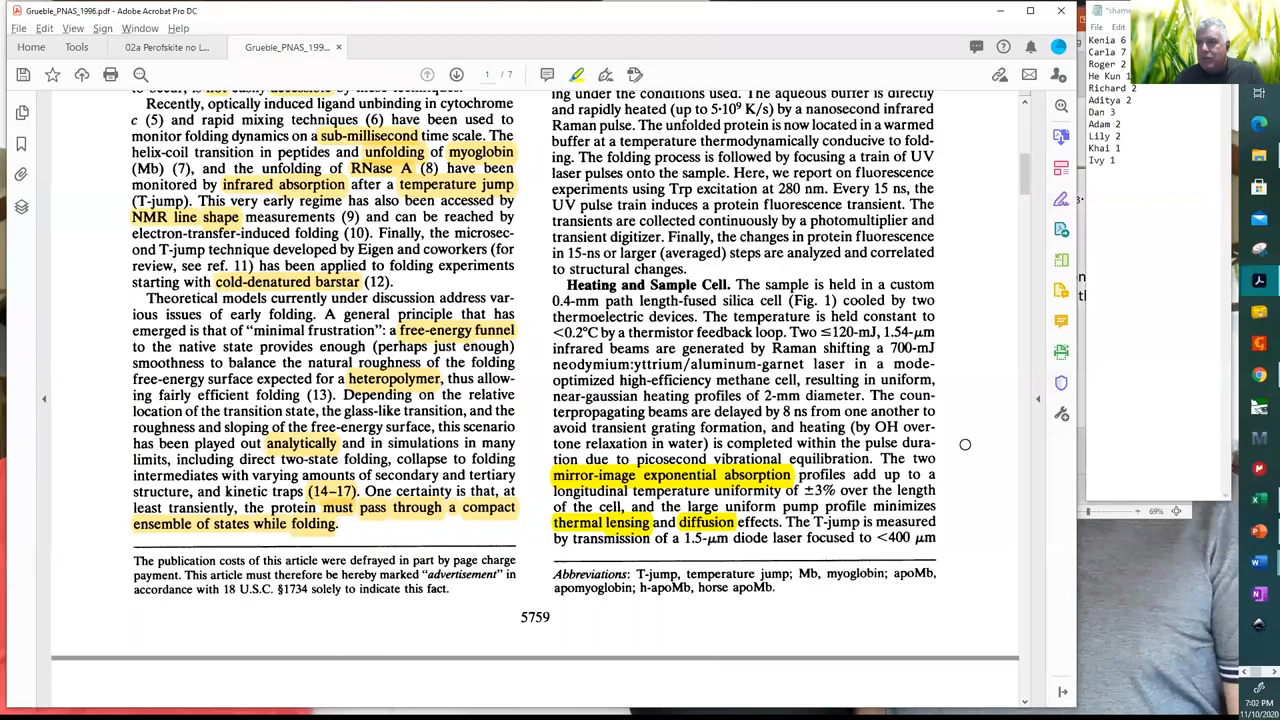 Grueble_PNAS_1996.pdf - Adobe Acrobat Pro DC
File Edit View Sign Window Help
Home Tools 02a Perofskite no L... Grueble_PNAS_199... ×
1 / 7
Recently, optically induced ligand unbinding in cytochrome
c (5) and rapid mixing techniques (6) have been used to
monitor folding dynamics on a sub-millisecond time scale. The
helix-coil transition in peptides and unfolding of myoglobin
(Mb) (7), and the unfolding of RNase A (8) have been
monitored by infrared absorption after a temperature jump
(T-jump). This very early regime has also been accessed by
NMR line shape measurements (9) and can be reached by
electron-transfer-induced folding (10). Finally, the microsec-
ond T-jump technique developed by Eigen and coworkers (for
review, see ref. 11) has been applied to folding experiments
starting with cold-denatured barstar (12).
Theoretical models currently under discussion address var-
ious issues of early folding. A general principle that has
emerged is that of "minimal frustration": a free-energy funnel
to the native state provides enough (perhaps just enough)
smoothness to balance the natural roughness of the folding
free-energy surface expected for a heteropolymer, thus allow-
ing fairly efficient folding (13). Depending on the relative
location of the transition state, the glass-like transition, and the
roughness and sloping of the free-energy surface, this scenario
has been played out analytically and in simulations in many
limits, including direct two-state folding, collapse to folding
intermediates with varying amounts of secondary and tertiary
structure, and kinetic traps (14–17). One certainty is that, at
least transiently, the protein must pass through a compact
ensemble of states while folding.
The publication costs of this article were defrayed in part by page charge
payment. This article must therefore be hereby marked "advertisement" in
accordance with 18 U.S.C. §1734 solely to indicate this fact.
ing under the conditions used. The aqueous buffer is directly
and rapidly heated (up to 5·10⁹ K/s) by a nanosecond infrared
Raman pulse. The unfolded protein is now located in a warmed
buffer at a temperature thermodynamically conducive to fold-
ing. The folding process is followed by focusing a train of UV
laser pulses onto the sample. Here, we report on fluorescence
experiments using Trp excitation at 280 nm. Every 15 ns, the
UV pulse train induces a protein fluorescence transient. The
transients are collected continuously by a photomultiplier and
transient digitizer. Finally, the changes in protein fluorescence
in 15-ns or larger (averaged) steps are analyzed and correlated
to structural changes.
Heating and Sample Cell. The sample is held in a custom
0.4-mm path length-fused silica cell (Fig. 1) cooled by two
thermoelectric devices. The temperature is held constant to
<0.2°C by a thermistor feedback loop. Two ≤120-mJ, 1.54-μm
infrared beams are generated by Raman shifting a 700-mJ
neodymium:yttrium/aluminum-garnet laser in a mode-
optimized high-efficiency methane cell, resulting in uniform,
near-gaussian heating profiles of 2-mm diameter. The coun-
terpropagating beams are delayed by 8 ns from one another to
avoid transient grating formation, and heating (by OH over-
tone relaxation in water) is completed within the pulse dura-
tion due to picosecond vibrational equilibration. The two
mirror-image exponential absorption profiles add up to a
longitudinal temperature uniformity of ±3% over the length
of the cell, and the large uniform pump profile minimizes
thermal lensing and diffusion effects. The T-jump is measured
by transmission of a 1.5-μm diode laser focused to <400 μm
Abbreviations: T-jump, temperature jump; Mb, myoglobin; apoMb,
apomyoglobin; h-apoMb, horse apoMb.
5759
File Edit
Kenia 6
Carla 7
Roger 2
He Kun 1
Richard 2
Aditya 2
Dan 3
Adam 2
Lily 2
Khai 1
Ivy 1
69%
7:02 PM
11/10/2020